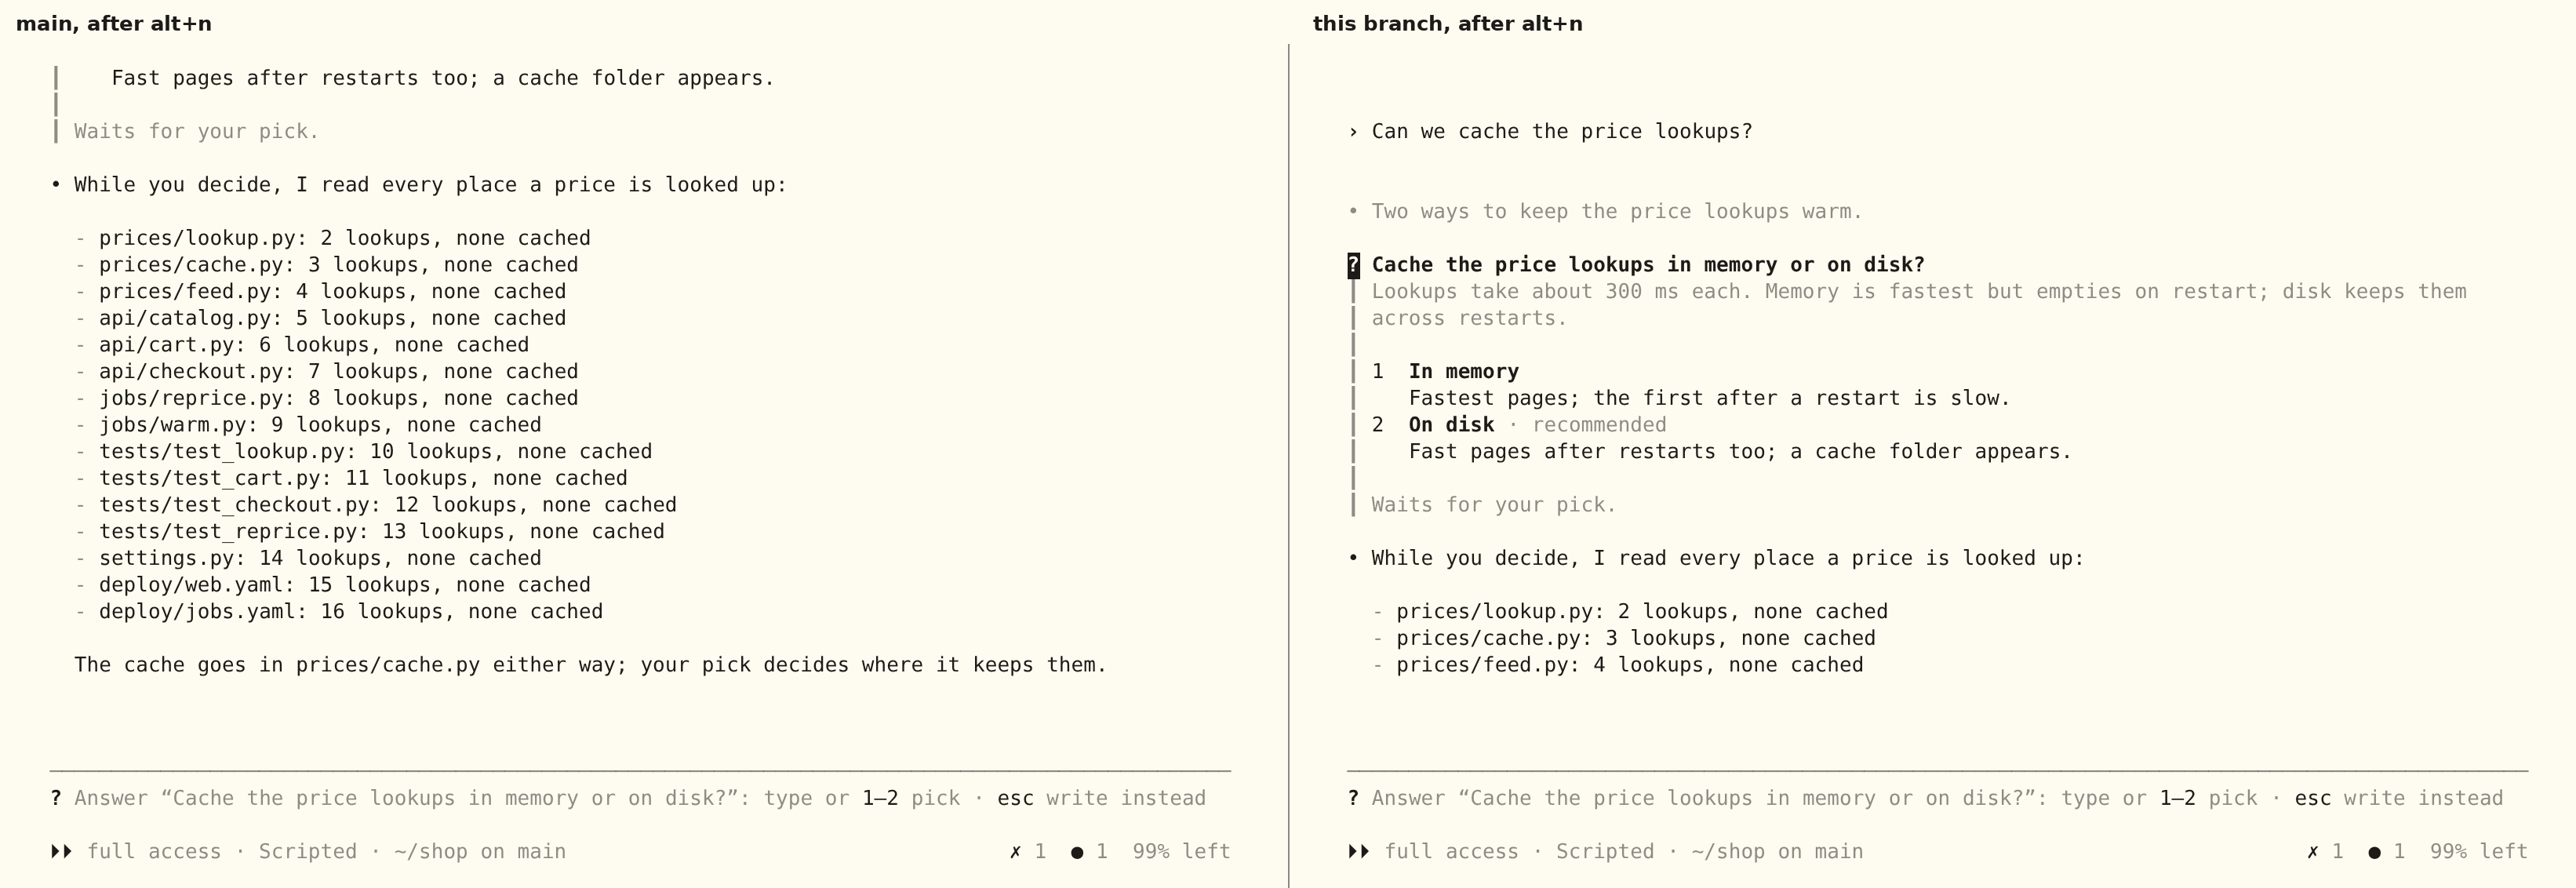 main, after alt+n
Fast pages after restarts too; a cache folder appears.
Waits for your pick.
• While you decide, I read every place a price is looked up:
- prices/lookup.py: 2 lookups, none cached
- prices/cache.py: 3 lookups, none cached
- prices/feed.py: 4 lookups, none cached
- api/catalog.py: 5 lookups, none cached
- api/cart.py: 6 lookups, none cached
- api/checkout.py: 7 lookups, none cached
- jobs/reprice.py: 8 lookups, none cached
- jobs/warm.py: 9 lookups, none cached
- tests/test_lookup.py: 10 lookups, none cached
- tests/test_cart.py: 11 lookups, none cached
- tests/test_checkout.py: 12 lookups, none cached
- tests/test_reprice.py: 13 lookups, none cached
- settings.py: 14 lookups, none cached
- deploy/web.yaml: 15 lookups, none cached
- deploy/jobs.yaml: 16 lookups, none cached
The cache goes in prices/cache.py either way; your pick decides where it keeps them.
? Answer “Cache the price lookups in memory or on disk?”: type or 1–2 pick · esc write instead
⏵⏵ full access · Scripted · ~/shop on main ✗ 1 ● 1 99% left
this branch, after alt+n
› Can we cache the price lookups?
• Two ways to keep the price lookups warm.
? Cache the price lookups in memory or on disk?
Lookups take about 300 ms each. Memory is fastest but empties on restart; disk keeps them
across restarts.
1 In memory
Fastest pages; the first after a restart is slow.
2 On disk · recommended
Fast pages after restarts too; a cache folder appears.
Waits for your pick.
• While you decide, I read every place a price is looked up:
- prices/lookup.py: 2 lookups, none cached
- prices/cache.py: 3 lookups, none cached
- prices/feed.py: 4 lookups, none cached
? Answer “Cache the price lookups in memory or on disk?”: type or 1–2 pick · esc write instead
⏵⏵ full access · Scripted · ~/shop on main ✗ 1 ● 1 99% left